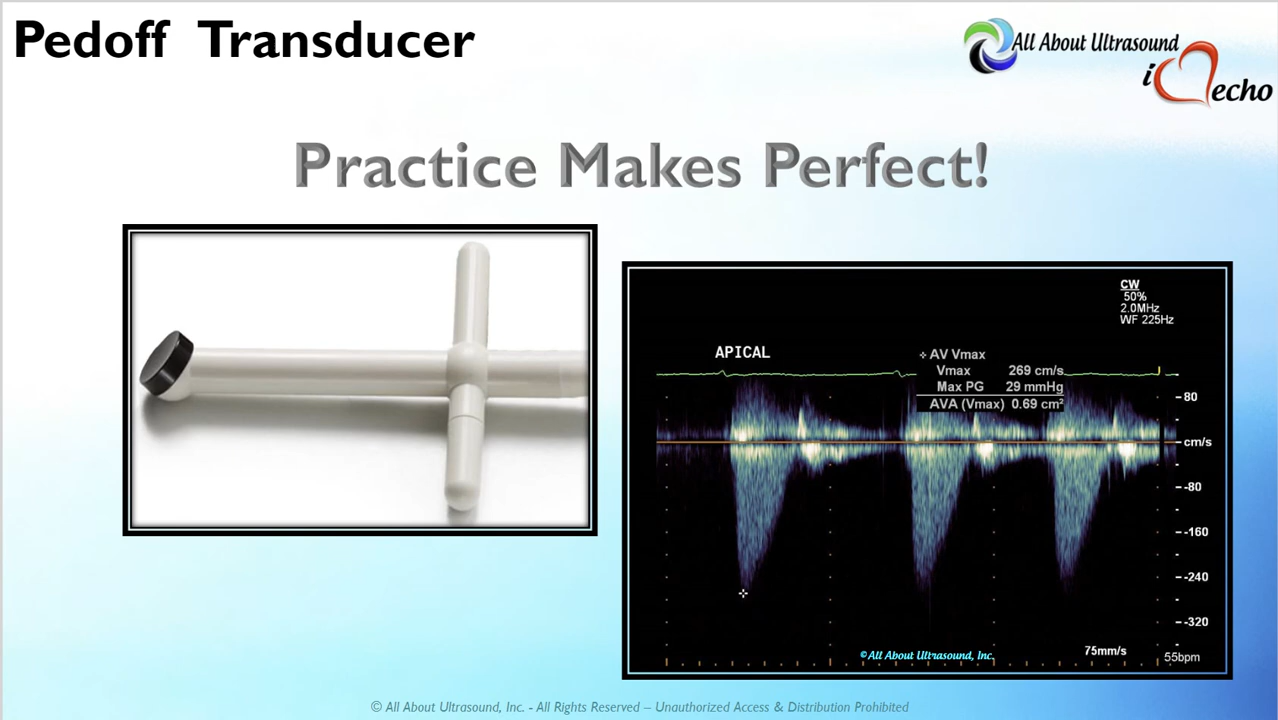 Pedoff Transducer
All About Ultrasound
i echo
Practice Makes Perfect!
CW
50%
2.0MHz
WF 225Hz
APICAL
AV Vmax
Vmax 269 cm/s
Max PG 29 mmHg
AVA (Vmax) 0.69 cm²
80
cm/s
-80
-160
-240
-320
©All About Ultrasound, Inc.
75mm/s
55bpm
© All About Ultrasound, Inc. - All Rights Reserved – Unauthorized Access & Distribution Prohibited